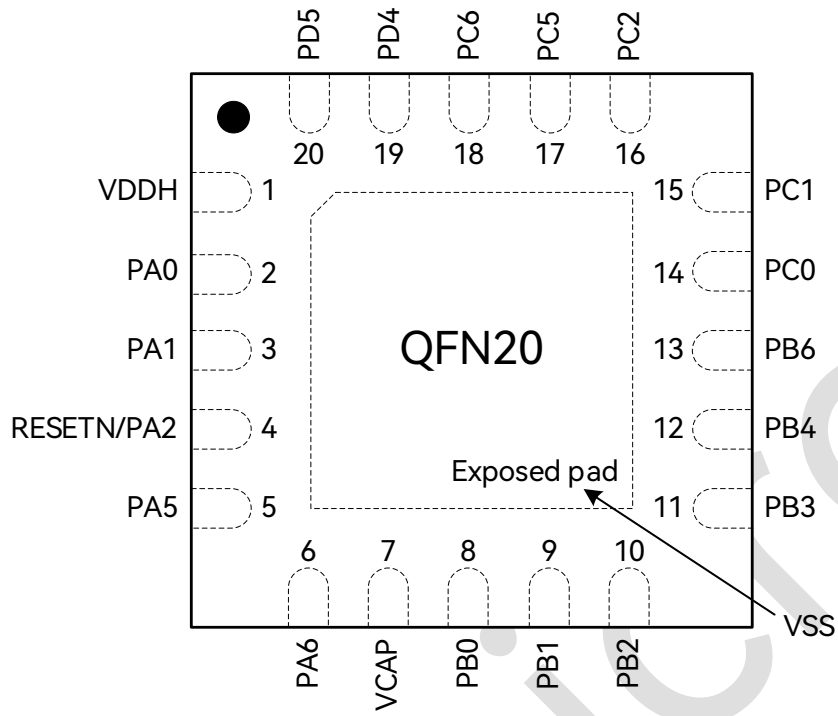 PD5
PD4
PC6
PC5
PC2
20
19
18
17
16
VDDH 1
15 PC1
PA0 2
14 PC0
PA1 3
QFN20
13 PB6
RESETN/PA2 4
12 PB4
Exposed pad
PA5 5
11 PB3
6
7
8
9
10
VSS
PA6
VCAP
PB0
PB1
PB2